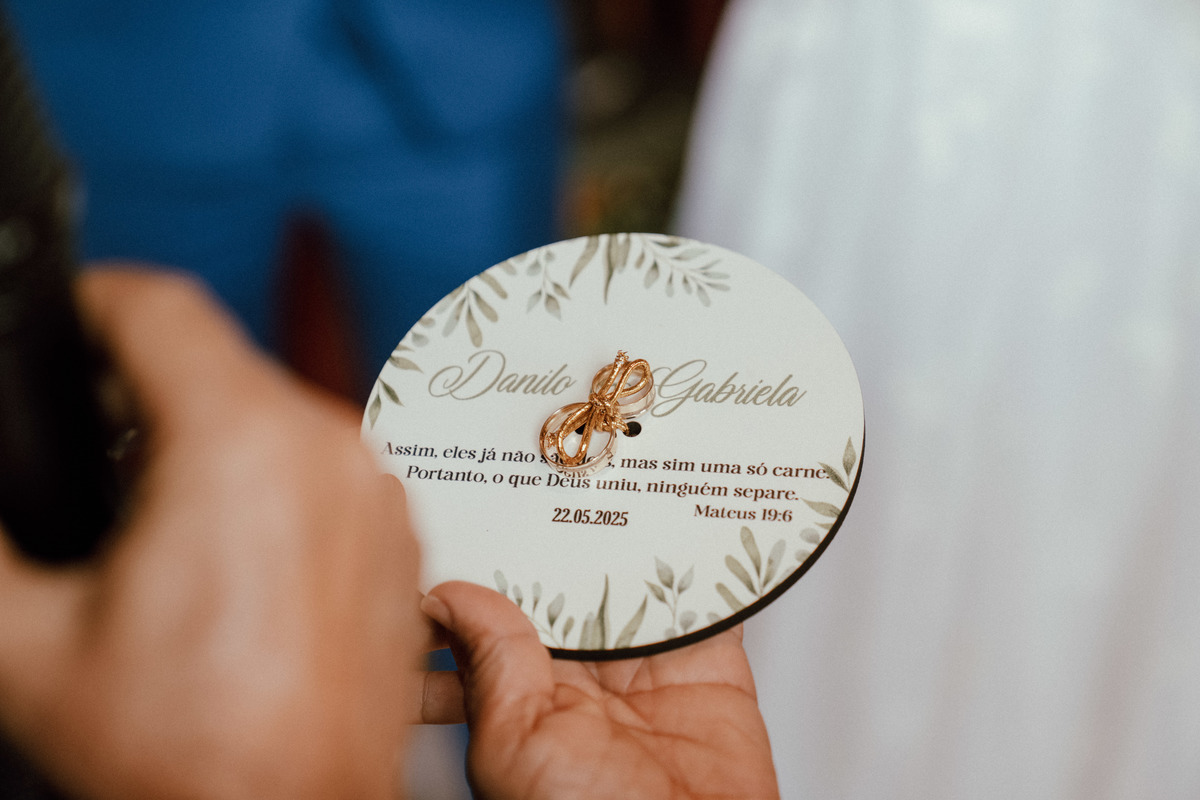 Danilo Gabriela
Assim, eles já não mas sim uma só carne.
Portanto, o que Deus uniu, ninguém separe.
22.05.2025 Mateus 19:6